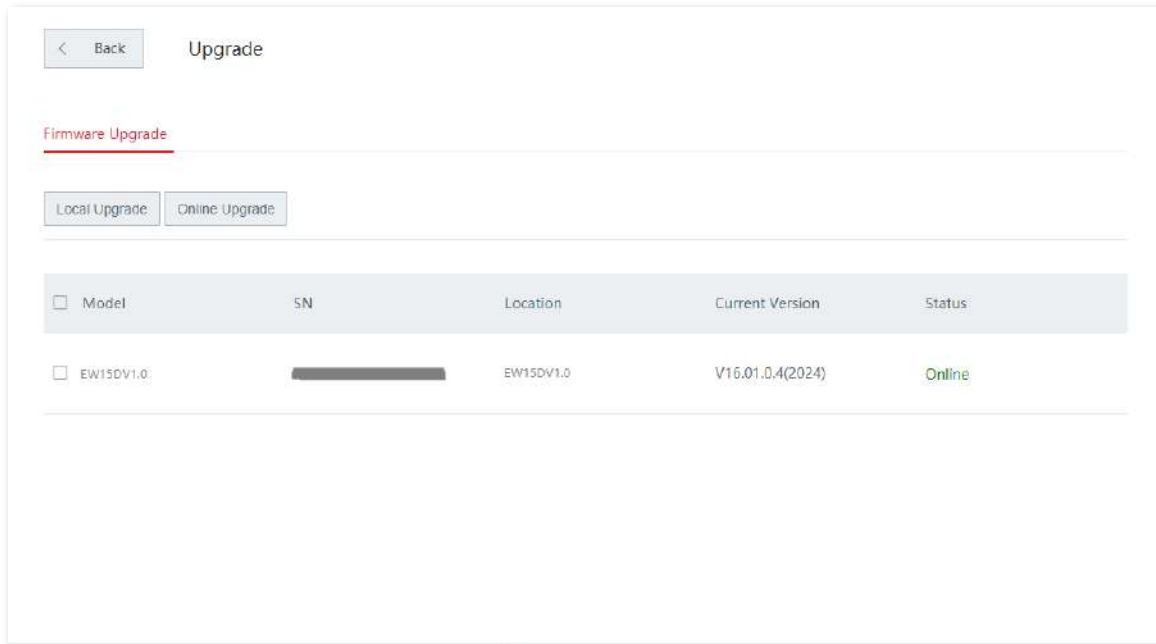 Back Upgrade
Firmware Upgrade
Local Upgrade Online Upgrade
Model SN Location Current Version Status
EW15DV1.0 EW15DV1.0 V16.01.0.4(2024) Online